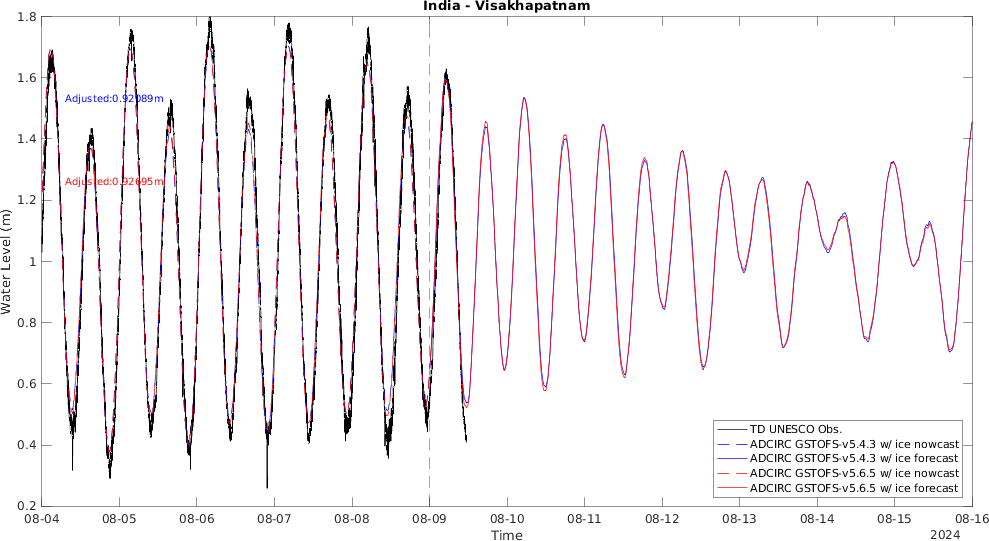 India - Visakhapatnam
1.8
1.6
1.4
1.2
1
0.8
0.6
0.4
0.2
Water Level (m)
Adjusted:0.92089m
Adjusted:0.92695m
TD UNESCO Obs.
ADCIRC GSTOFS-v5.4.3 w/ ice nowcast
ADCIRC GSTOFS-v5.4.3 w/ ice forecast
ADCIRC GSTOFS-v5.6.5 w/ ice nowcast
ADCIRC GSTOFS-v5.6.5 w/ ice forecast
08-04 08-05 08-06 08-07 08-08 08-09 08-10 08-11 08-12 08-13 08-14 08-15 08-16
Time
2024